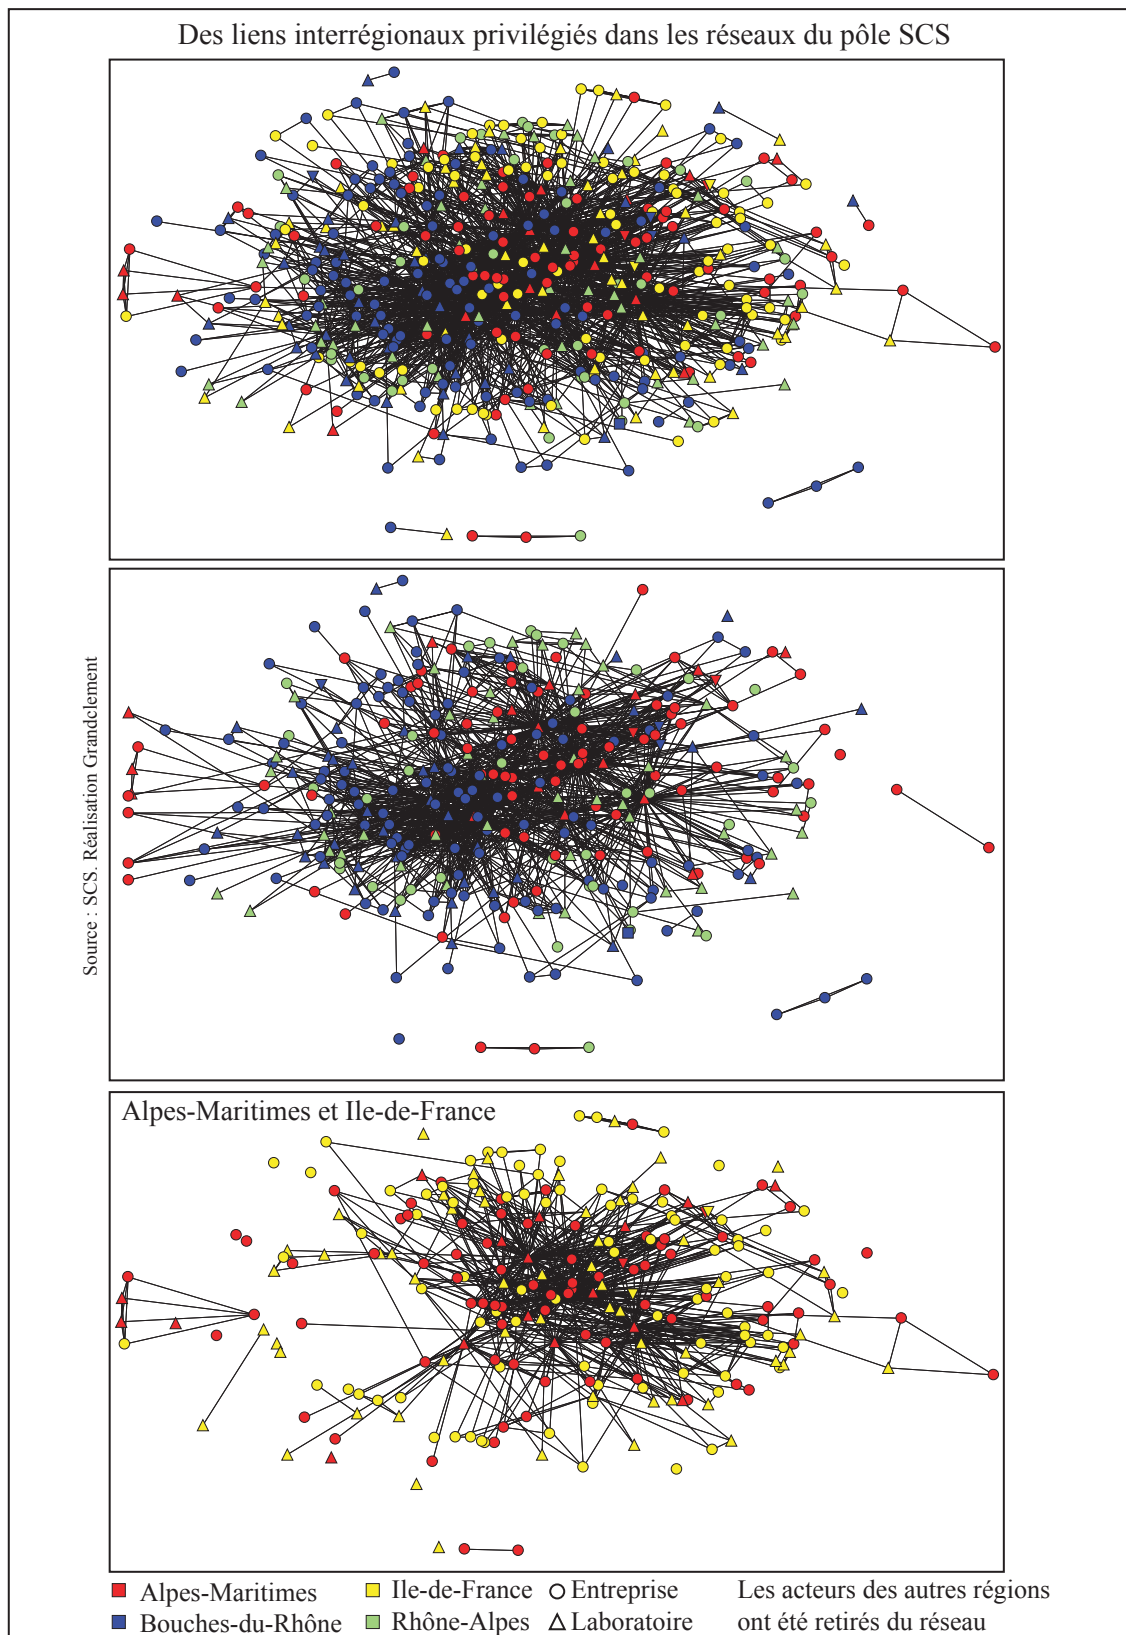 Des liens interrégionaux privilégiés dans les réseaux du pôle SCS
Source : SCS. Réalisation Grandclement
Alpes-Maritimes et Ile-de-France
Alpes-Maritimes
Bouches-du-Rhône
Ile-de-France
Rhône-Alpes
Entreprise
Laboratoire
Les acteurs des autres régions
ont été retirés du réseau